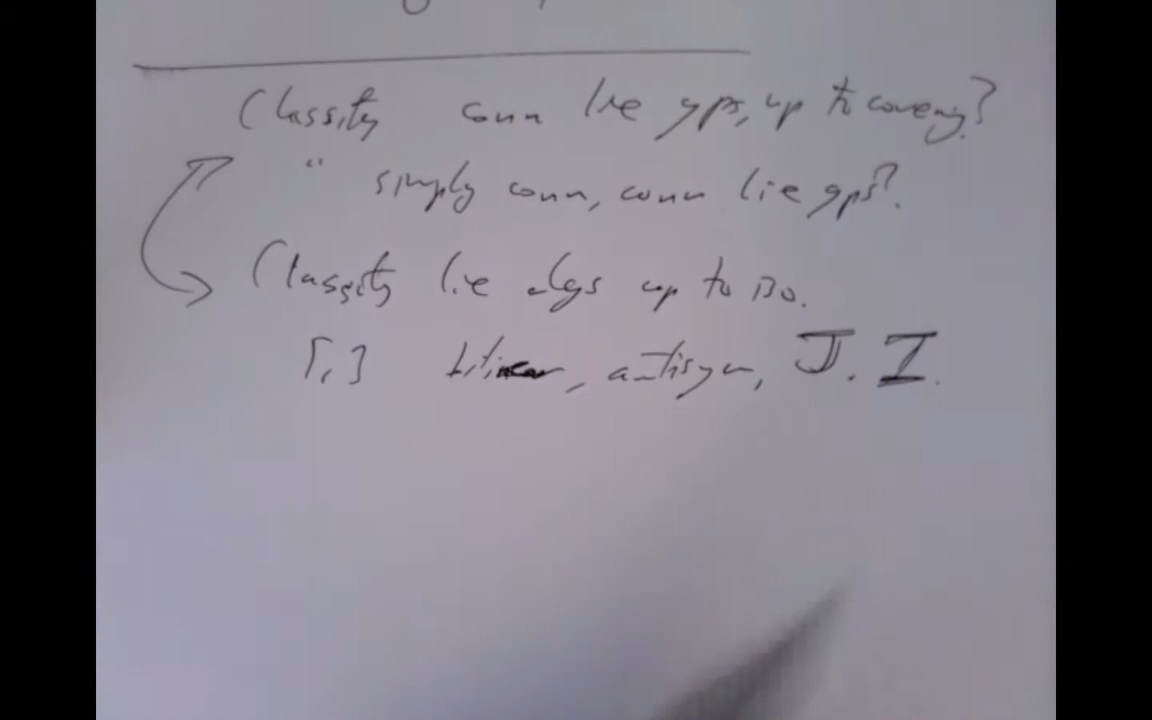 Classify conn lie gps, up to covering?
" simply conn, conn lie gps?
Classify lie algs up to iso.
[,] bilinear, antisym, J.I.